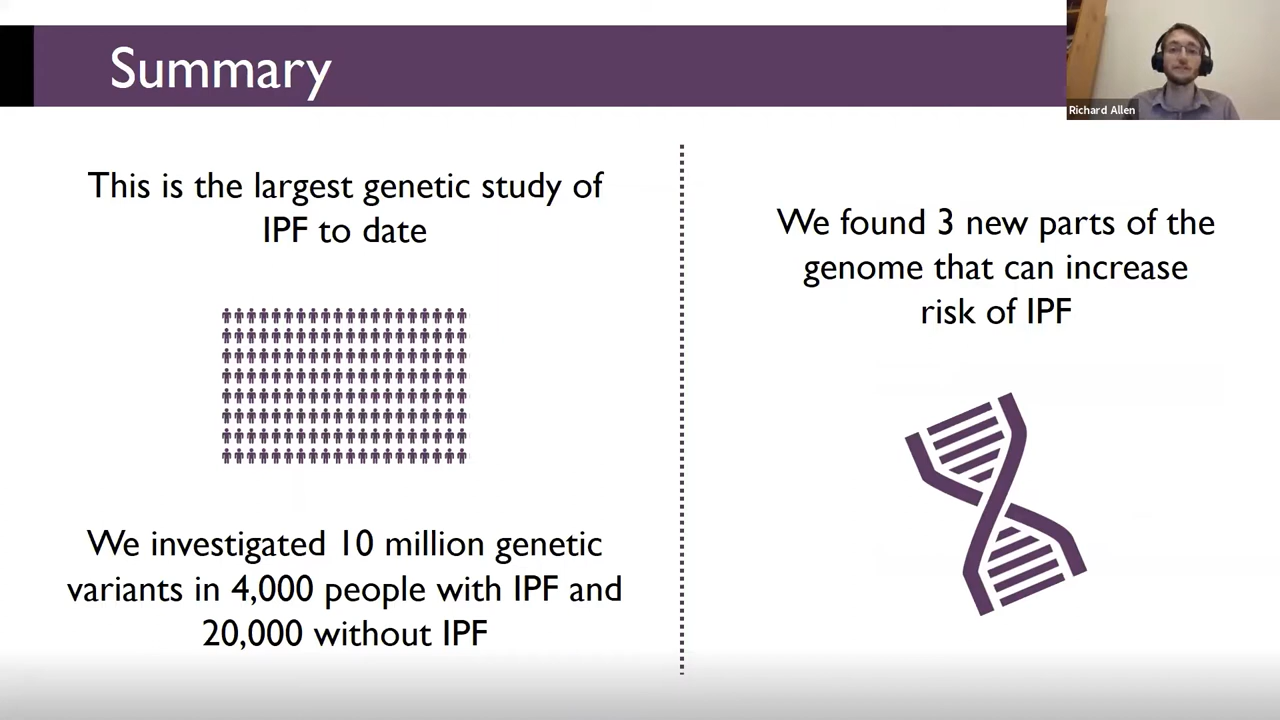 Summary
Richard Allen
This is the largest genetic study of
IPF to date
We investigated 10 million genetic
variants in 4,000 people with IPF and
20,000 without IPF
We found 3 new parts of the
genome that can increase
risk of IPF